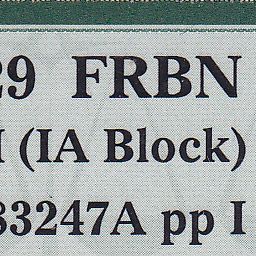 29 FRBN
(IA Block)
33247A pp I